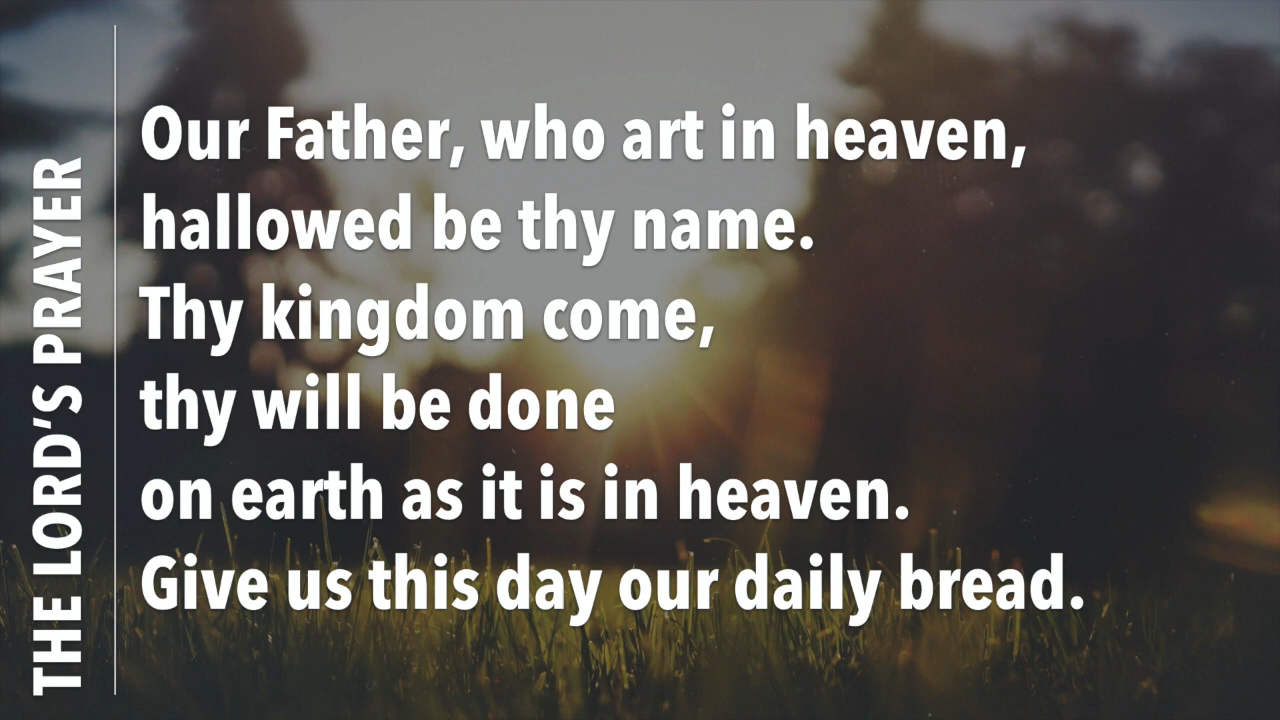 THE LORD'S PRAYER
Our Father, who art in heaven,
hallowed be thy name.
Thy kingdom come,
thy will be done
on earth as it is in heaven.
Give us this day our daily bread.